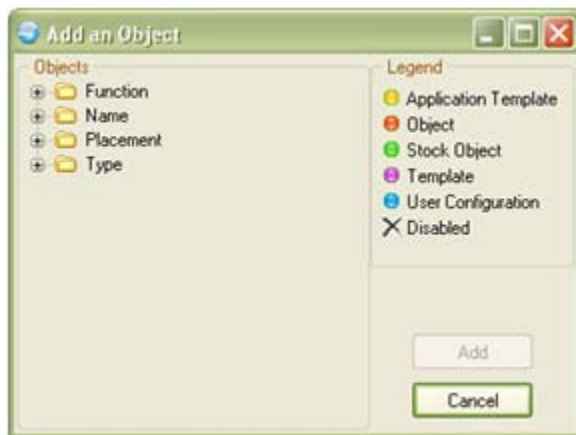 Add an Object
Objects
Function
Name
Placement
Type
Legend
Application Template
Object
Stock Object
Template
User Configuration
Disabled
Add
Cancel